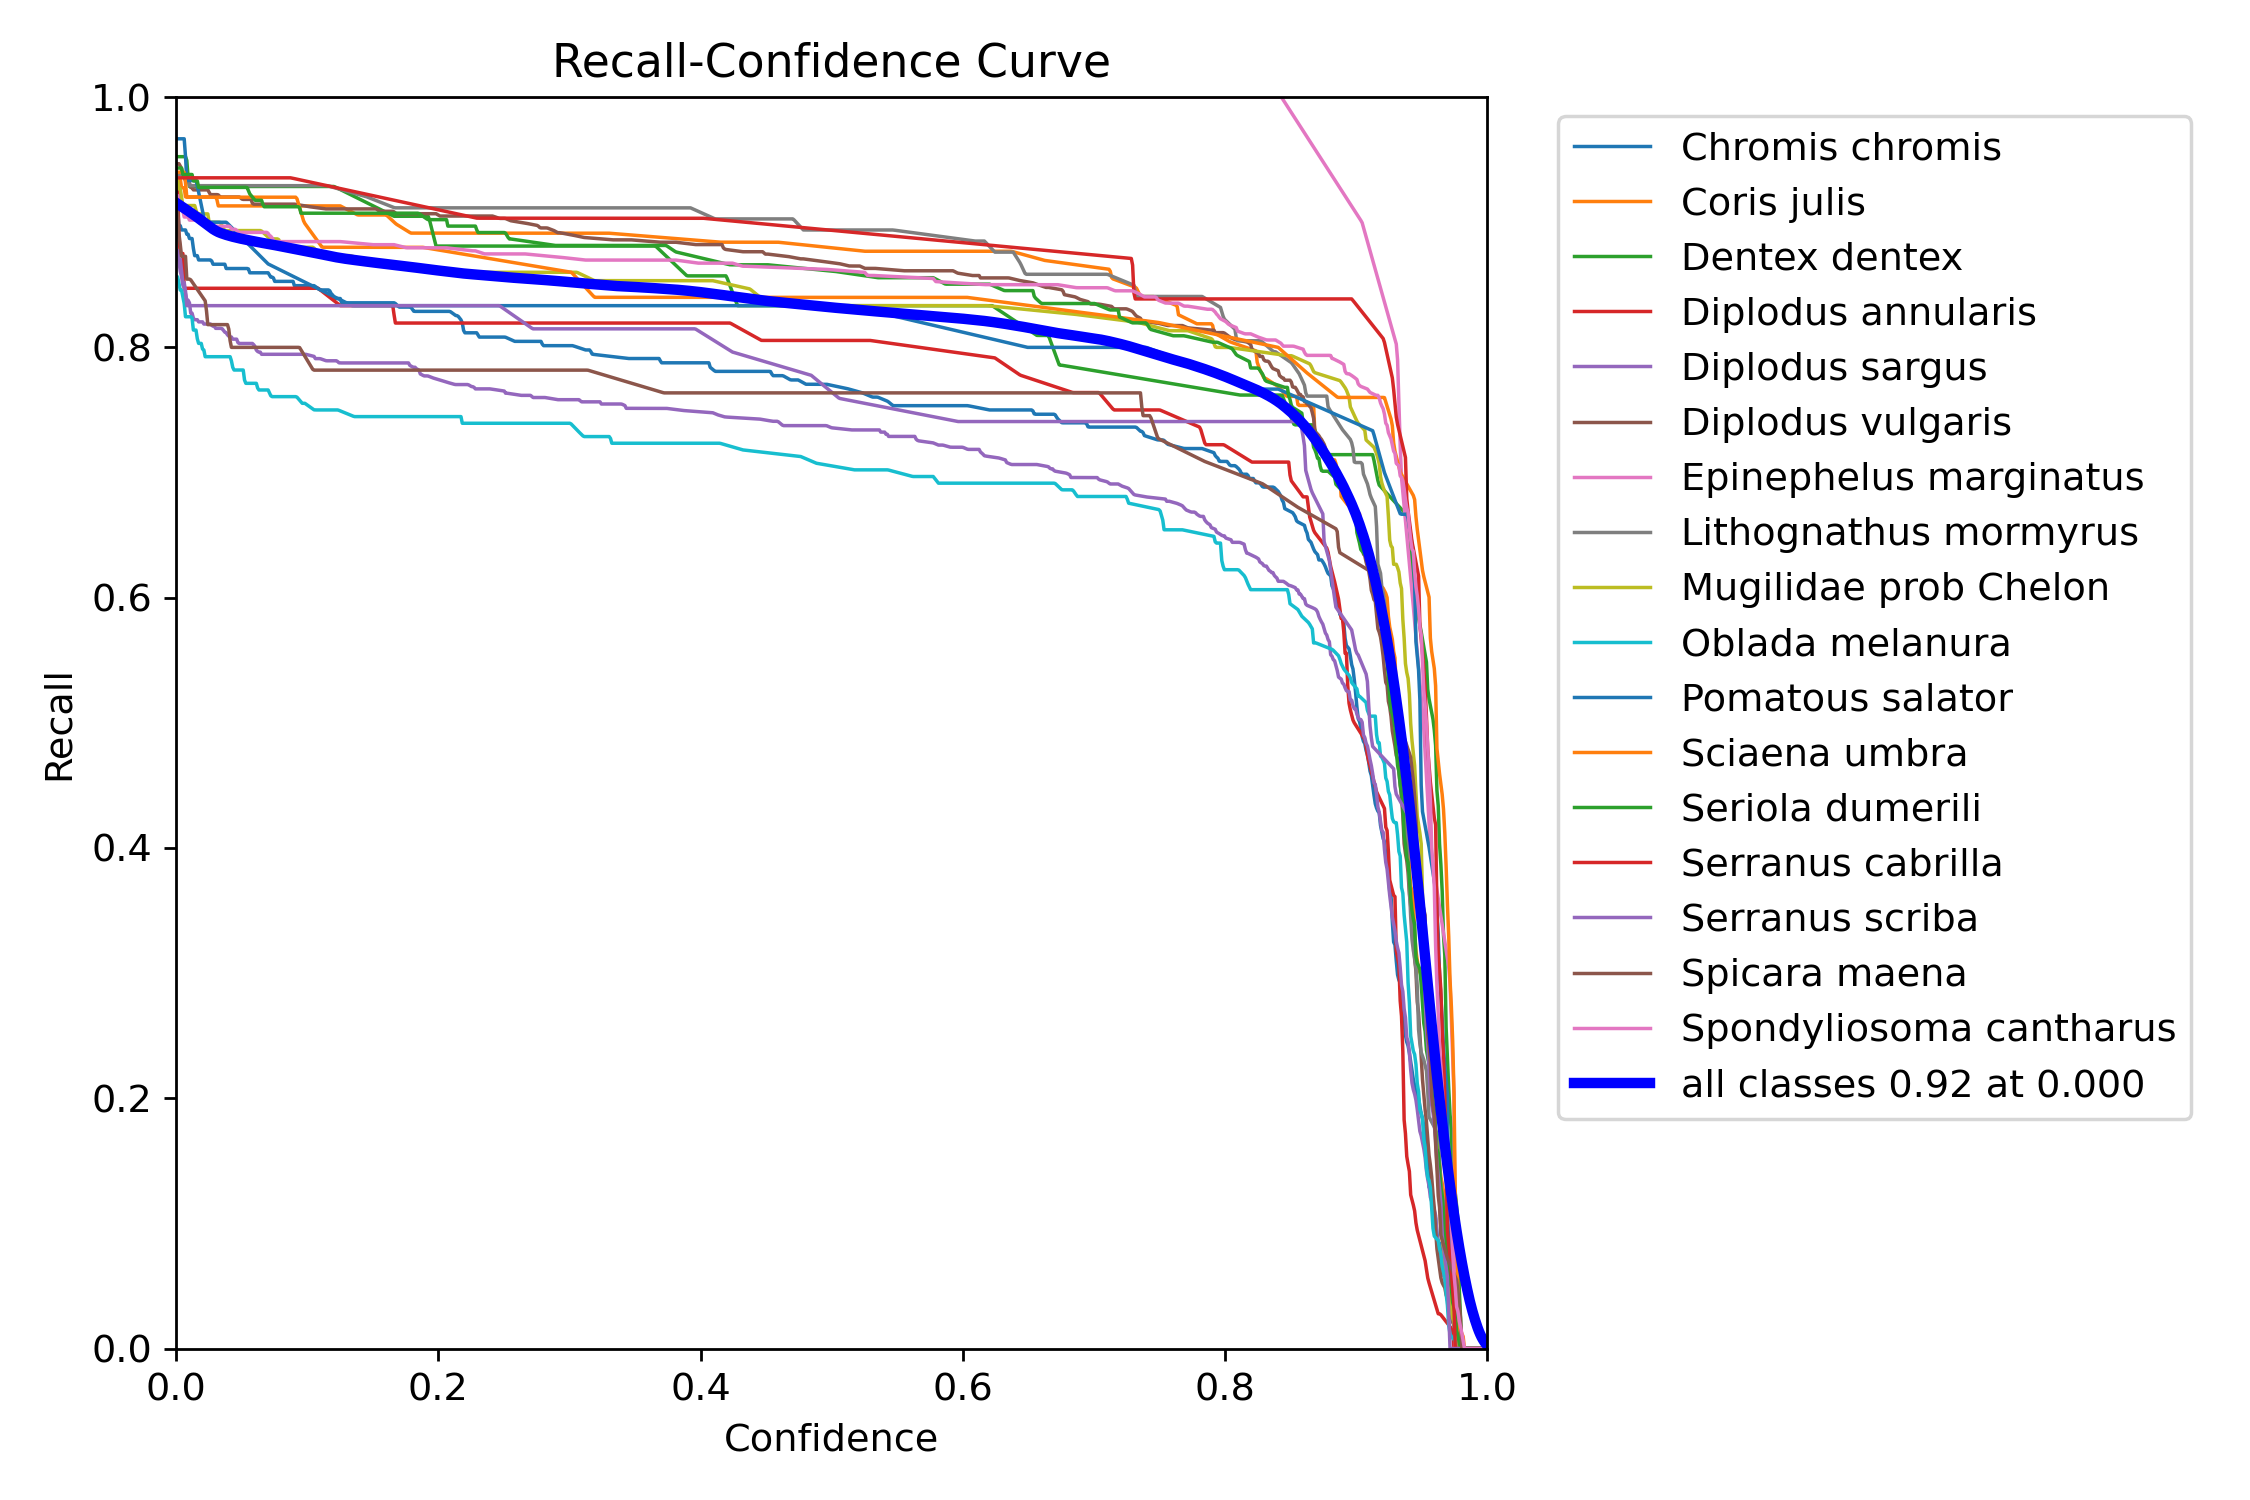 Recall-Confidence Curve
1.0
0.8
0.6
0.4
0.2
0.0
Recall
0.0 0.2 0.4 0.6 0.8 1.0
Confidence
Chromis chromis
Coris julis
Dentex dentex
Diplodus annularis
Diplodus sargus
Diplodus vulgaris
Epinephelus marginatus
Lithognathus mormyrus
Mugilidae prob Chelon
Oblada melanura
Pomatous salator
Sciaena umbra
Seriola dumerili
Serranus cabrilla
Serranus scriba
Spicara maena
Spondyliosoma cantharus
all classes 0.92 at 0.000